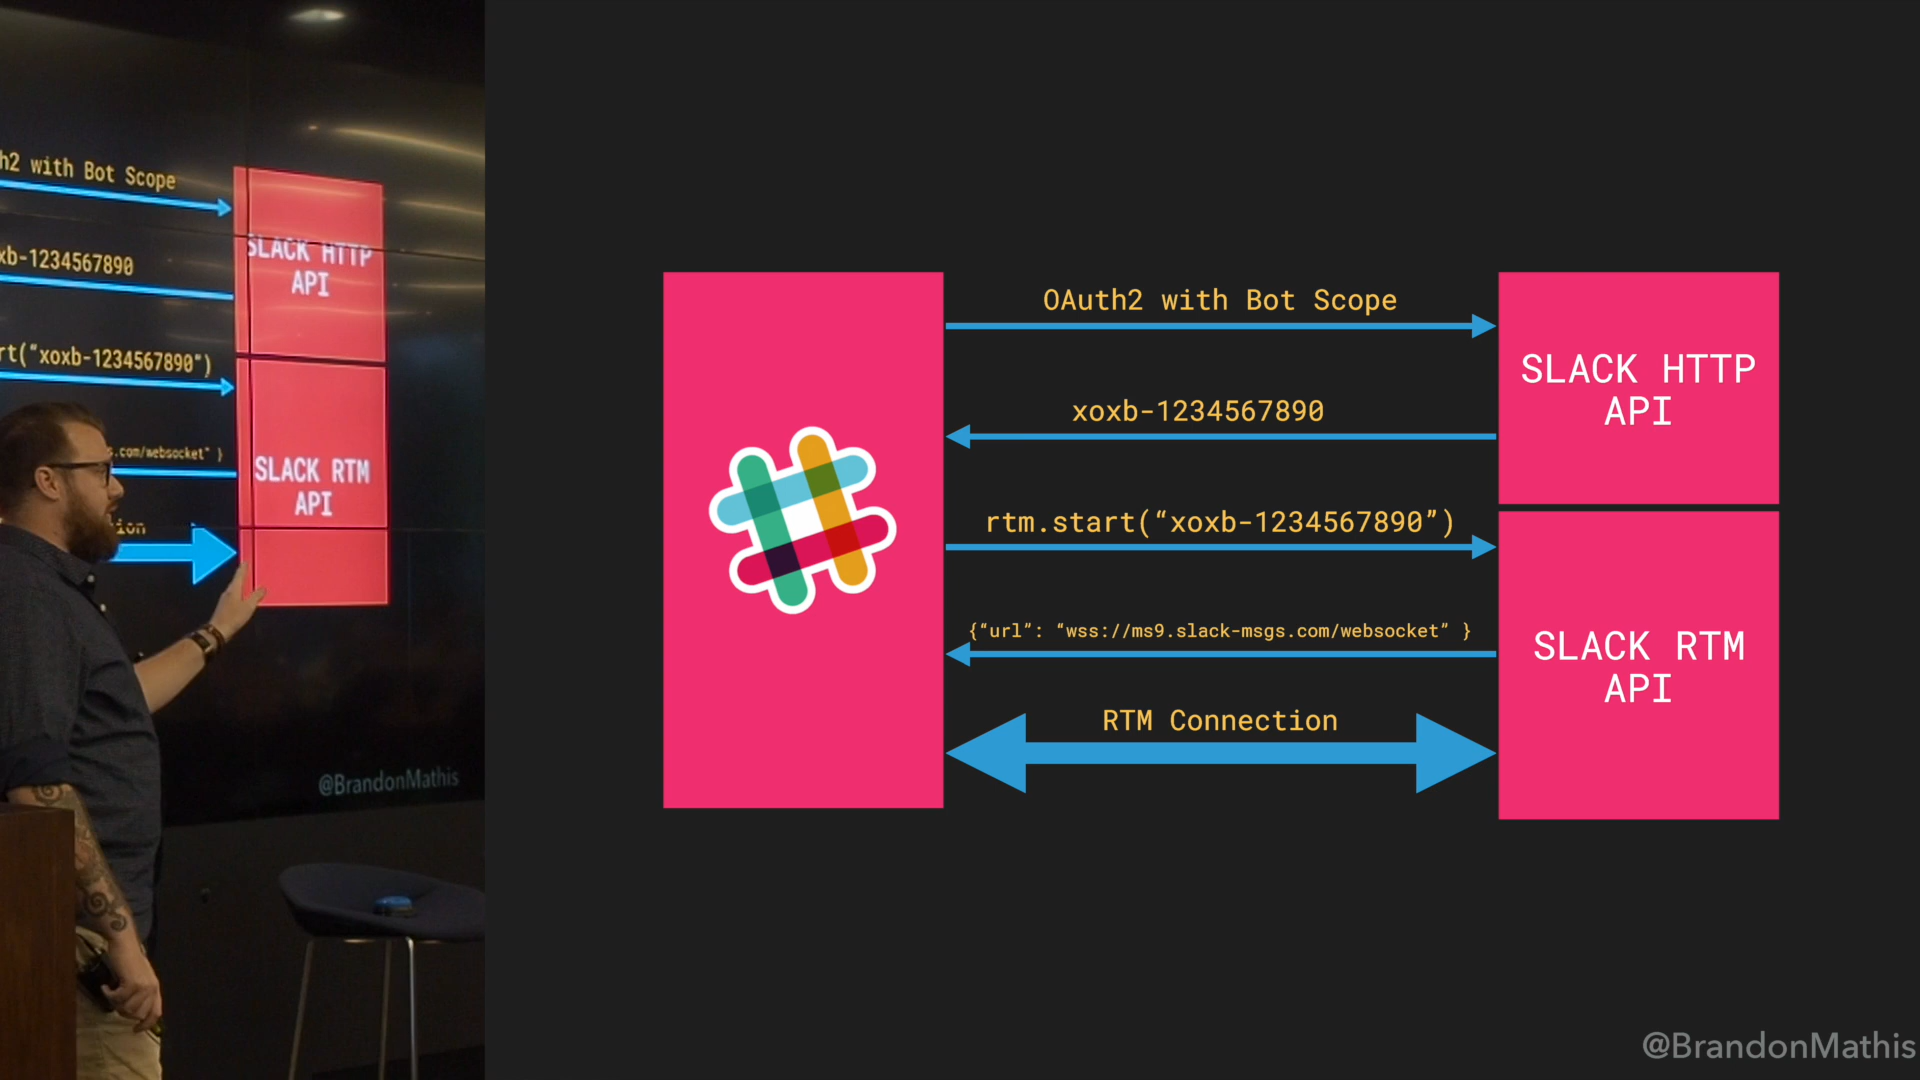 h2 with Bot Scope
xb-1234567890
rt(“xoxb-1234567890”)
s.com/websocket” }
ion
SLACK HTTP
API
SLACK RTM
API
@BrandonMathis
OAuth2 with Bot Scope
xoxb-1234567890
rtm.start(“xoxb-1234567890”)
{“url”: “wss://ms9.slack-msgs.com/websocket” }
RTM Connection
SLACK HTTP
API
SLACK RTM
API
@BrandonMathis